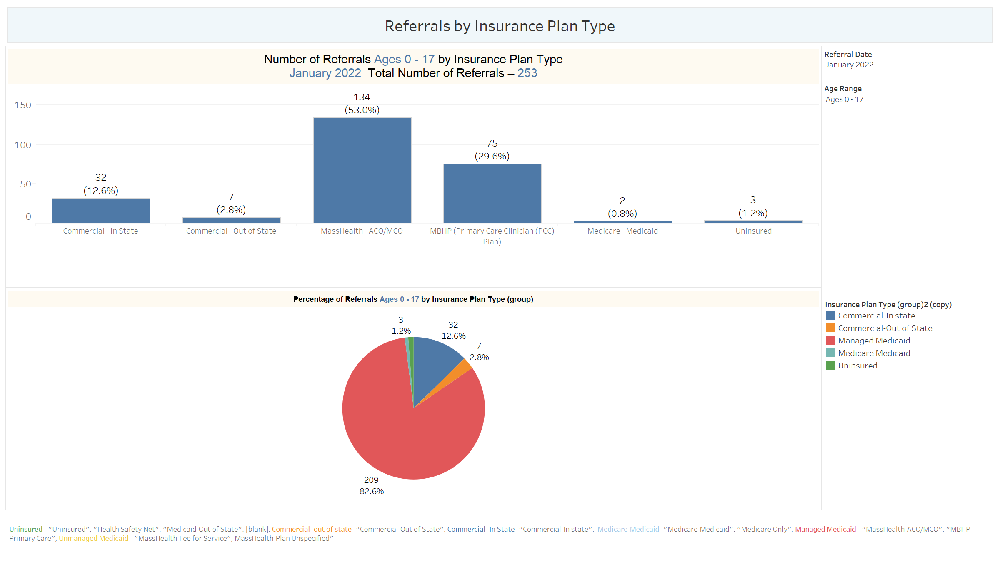 Referrals by Insurance Plan Type
Number of Referrals Ages 0 - 17 by Insurance Plan Type
January 2022 Total Number of Referrals – 253
Referral Date
January 2022
Age Range
Ages 0 - 17
150
100
50
0
32
(12.6%)
7
(2.8%)
134
(53.0%)
75
(29.6%)
2
(0.8%)
3
(1.2%)
Commercial - In State
Commercial - Out of State
MassHealth - ACO/MCO
MBHP (Primary Care Clinician (PCC)
Plan)
Medicare - Medicaid
Uninsured
Percentage of Referrals Ages 0 - 17 by Insurance Plan Type (group)
3
1.2%
32
12.6%
7
2.8%
209
82.6%
Insurance Plan Type (group)2 (copy)
Commercial-In state
Commercial-Out of State
Managed Medicaid
Medicare Medicaid
Uninsured
Uninsured= "Uninsured", "Health Safety Net", "Medicaid-Out of State", [blank]; Commercial- out of state="Commercial-Out of State"; Commercial- In State="Commercial-In state", Medicare-Medicaid="Medicare-Medicaid", "Medicare Only"; Managed Medicaid= "MassHealth-ACO/MCO", "MBHP
Primary Care"; Unmanaged Medicaid= "MassHealth-Fee for Service", MassHealth-Plan Unspecified"